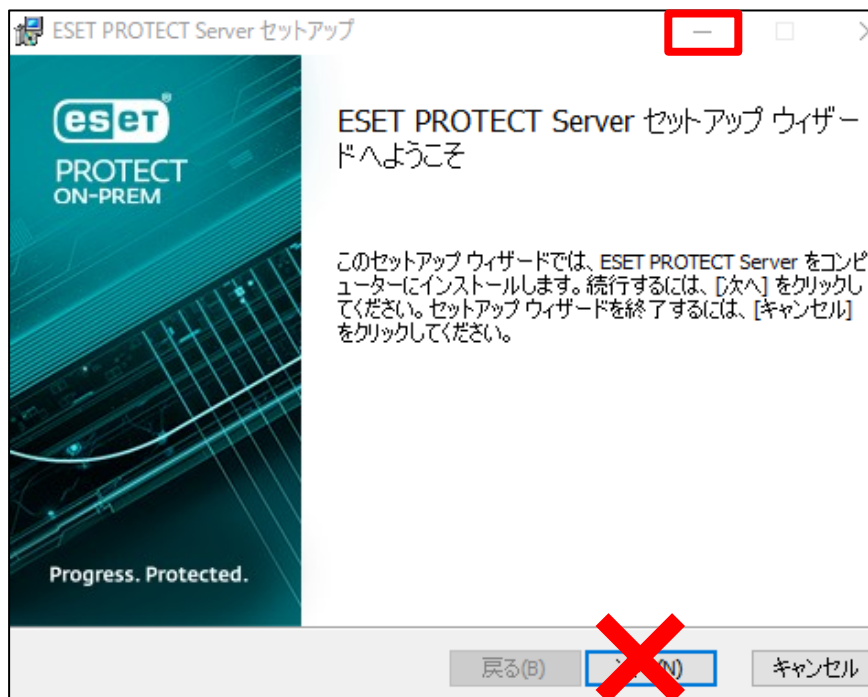 ESET PROTECT Server セットアップ
eset®
PROTECT
ON-PREM
ESET PROTECT Server セットアップ ウィザー
ドへようこそ
このセットアップ ウィザードでは、ESET PROTECT Server をコンピ
ューターにインストールします。続行するには、[次へ] をクリックし
てください。セットアップ ウィザードを終了するには、[キャンセル]
をクリックしてください。
Progress. Protected.
戻る(B)
(N)
キャンセル